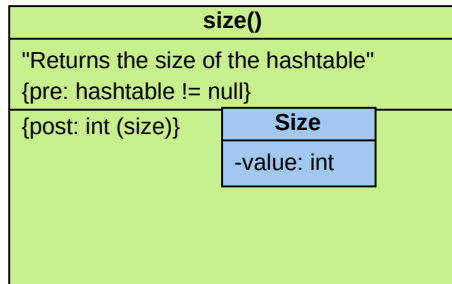 size()
"Returns the size of the hashtable"
{pre: hashtable != null}
{post: int (size)}
Size
-value: int